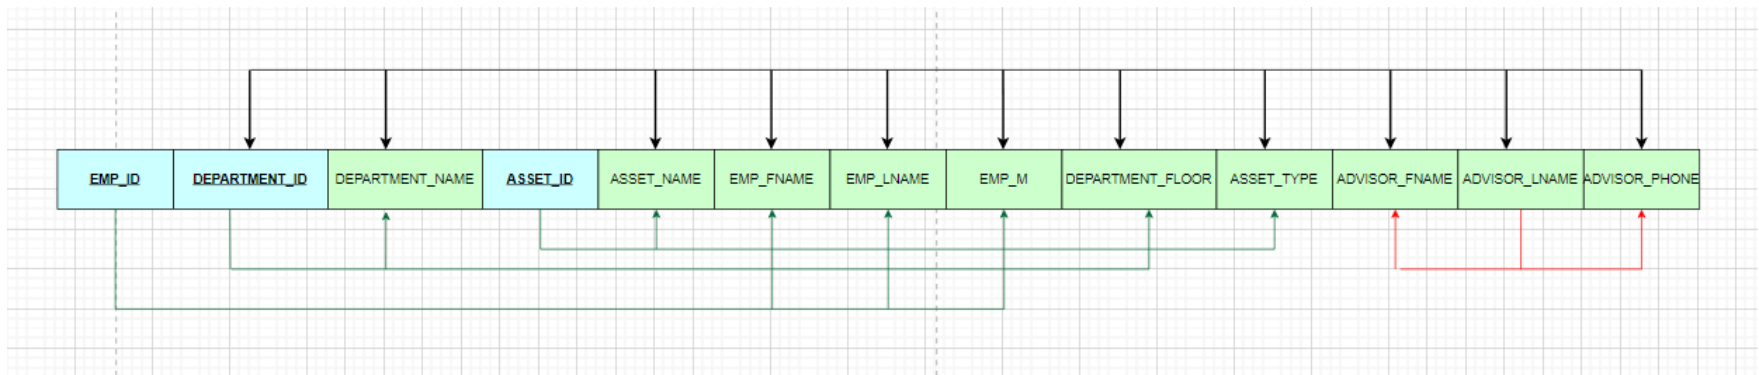 EMP_ID DEPARTMENT_ID DEPARTMENT_NAME ASSET_ID ASSET_NAME EMP_FNAME EMP_LNAME EMP_M DEPARTMENT_FLOOR ASSET_TYPE ADVISOR_FNAME ADVISOR_LNAME ADVISOR_PHONE